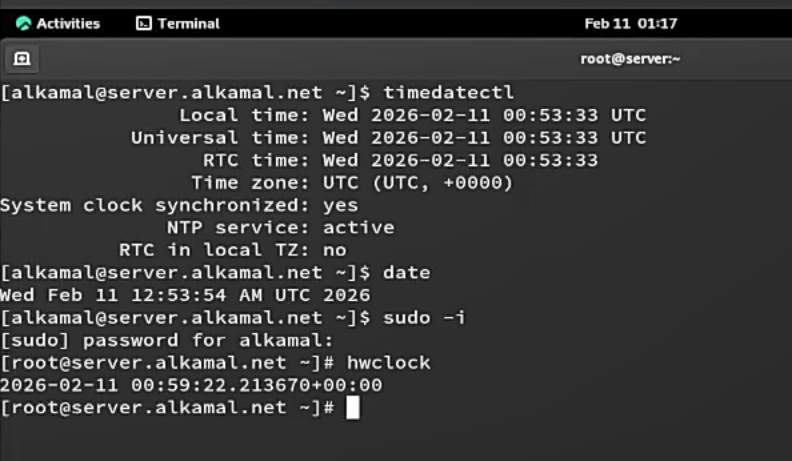 Activities Terminal Feb 11 01:17
root@server:~
[alkamal@server.alkamal.net ~]$ timedatectl
               Local time: Wed 2026-02-11 00:53:33 UTC
           Universal time: Wed 2026-02-11 00:53:33 UTC
                 RTC time: Wed 2026-02-11 00:53:33
                Time zone: UTC (UTC, +0000)
System clock synchronized: yes
              NTP service: active
          RTC in local TZ: no
[alkamal@server.alkamal.net ~]$ date
Wed Feb 11 12:53:54 AM UTC 2026
[alkamal@server.alkamal.net ~]$ sudo -i
[sudo] password for alkamal:
[root@server.alkamal.net ~]# hwclock
2026-02-11 00:59:22.213670+00:00
[root@server.alkamal.net ~]#